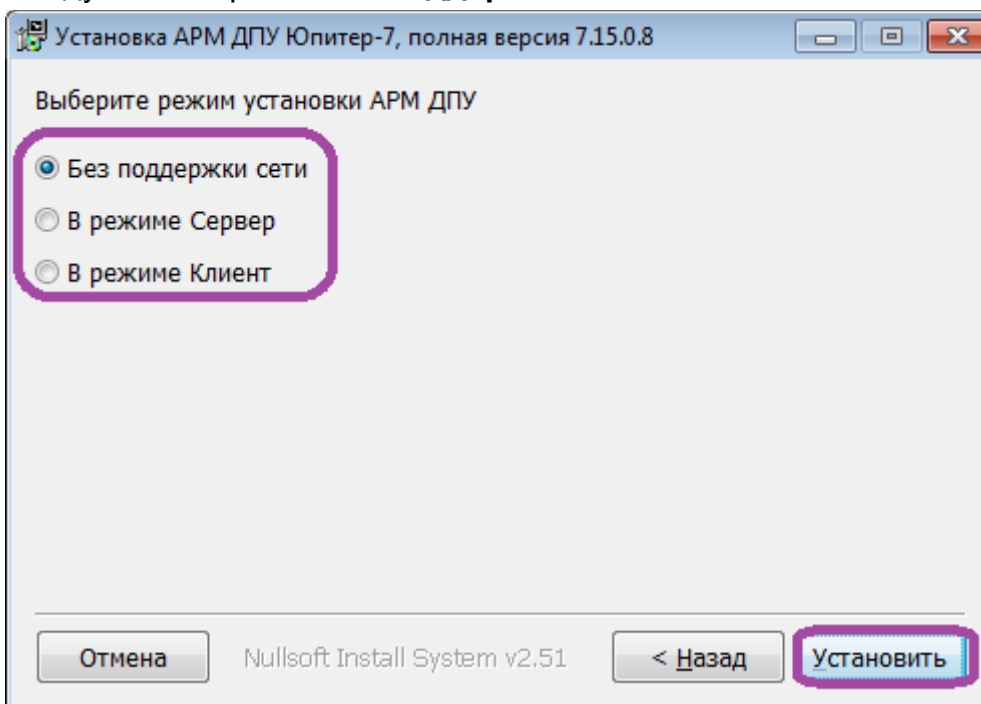 Установка АРМ ДПУ Юпитер-7, полная версия 7.15.0.8
Выберите режим установки АРМ ДПУ
Без поддержки сети
В режиме Сервер
В режиме Клиент
Отмена
Nullsoft Install System v2.51
< Назад
Установить